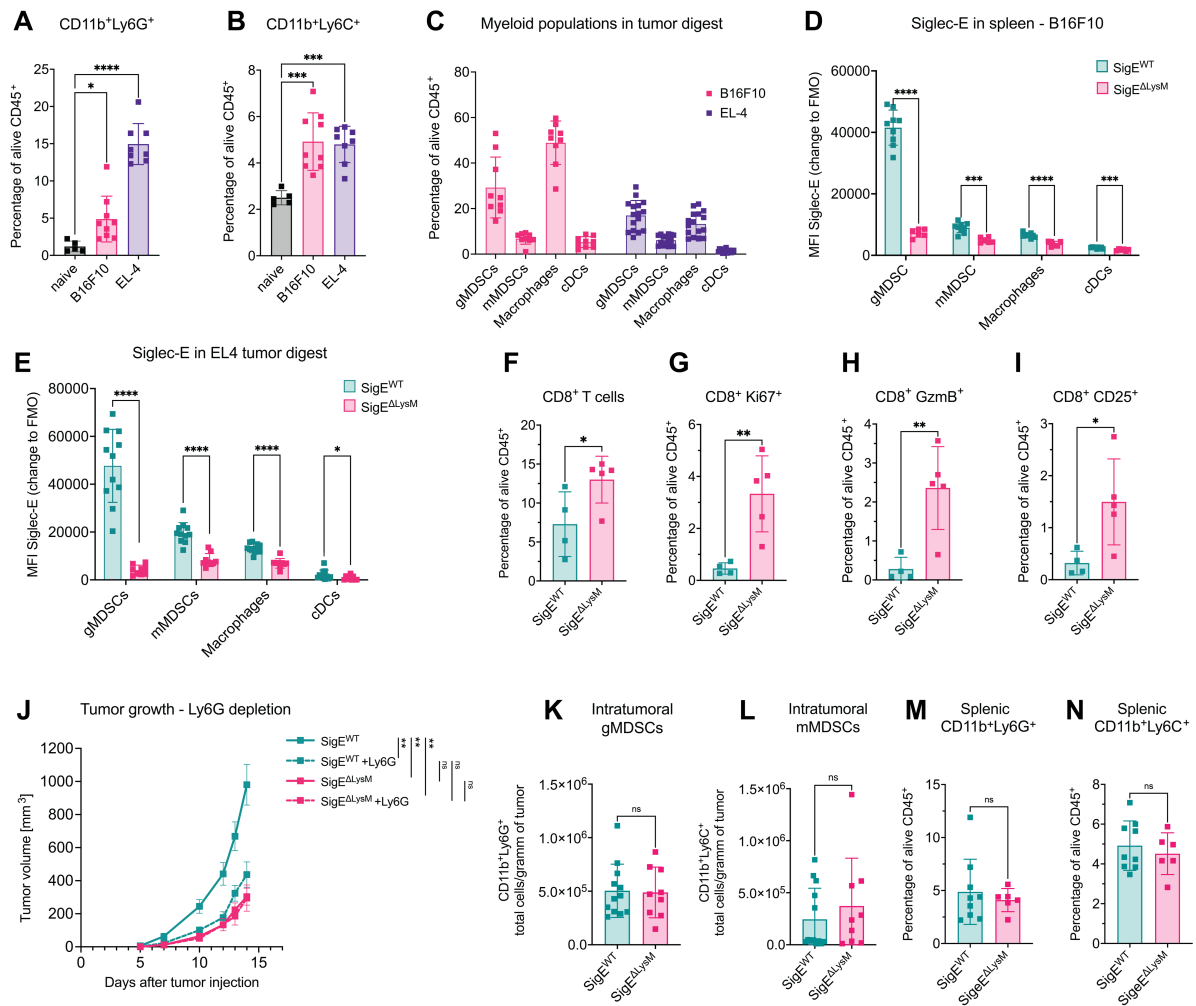 A
CD11b⁺Ly6G⁺
Percentage of alive CD45⁺
25
20
15
10
5
0
****
*
naive
B16F10
EL-4
B
CD11b⁺Ly6C⁺
Percentage of alive CD45⁺
8
6
4
2
0
***
***
naive
B16F10
EL-4
C
Myeloid populations in tumor digest
Percentage of alive CD45⁺
80
60
40
20
0
B16F10
EL-4
gMDSCs
mMDSCs
Macrophages
cDCs
gMDSCs
mMDSCs
Macrophages
cDCs
D
Siglec-E in spleen - B16F10
MFI Siglec-E (change to FMO)
60000
40000
20000
0
SigE^WT
SigE^ΔLysM
****
***
****
***
gMDSC
mMDSC
Macrophages
cDCs
E
Siglec-E in EL4 tumor digest
MFI Siglec-E (change to FMO)
80000
60000
40000
20000
0
SigE^WT
SigE^ΔLysM
****
****
****
*
gMDSCs
mMDSCs
Macrophages
cDCs
F
CD8⁺ T cells
Percentage of alive CD45⁺
20
15
10
5
0
*
SigE^WT
SigE^ΔLysM
G
CD8⁺ Ki67⁺
Percentage of alive CD45⁺
6
4
2
0
**
SigE^WT
SigE^ΔLysM
H
CD8⁺ GzmB⁺
Percentage of alive CD45⁺
4
3
2
1
0
**
SigE^WT
SigE^ΔLysM
I
CD8⁺ CD25⁺
Percentage of alive CD45⁺
3
2
1
0
*
SigE^WT
SigE^ΔLysM
J
Tumor growth - Ly6G depletion
Tumor volume [mm³]
1200
1000
800
600
400
200
0
0
5
10
15
Days after tumor injection
SigE^WT
SigE^WT +Ly6G
SigE^ΔLysM
SigE^ΔLysM +Ly6G
**
**
**
ns
ns
ns
K
Intratumoral
gMDSCs
CD11b⁺Ly6G⁺
total cells/gramm of tumor
1.5×10⁶
1.0×10⁶
5.0×10⁵
0.0
ns
SigE^WT
SigE^ΔLysM
L
Intratumoral
mMDSCs
CD11b⁺Ly6C⁺
total cells/gramm of tumor
1.5×10⁶
1.0×10⁶
5.0×10⁵
0.0
ns
SigE^WT
SigE^ΔLysM
M
Splenic
CD11b⁺Ly6G⁺
Percentage of alive CD45⁺
15
10
5
0
ns
SigE^WT
SigeE^ΔLysM
N
Splenic
CD11b⁺Ly6C⁺
Percentage of alive CD45⁺
8
6
4
2
0
ns
SigE^WT
SigeE^ΔLysM